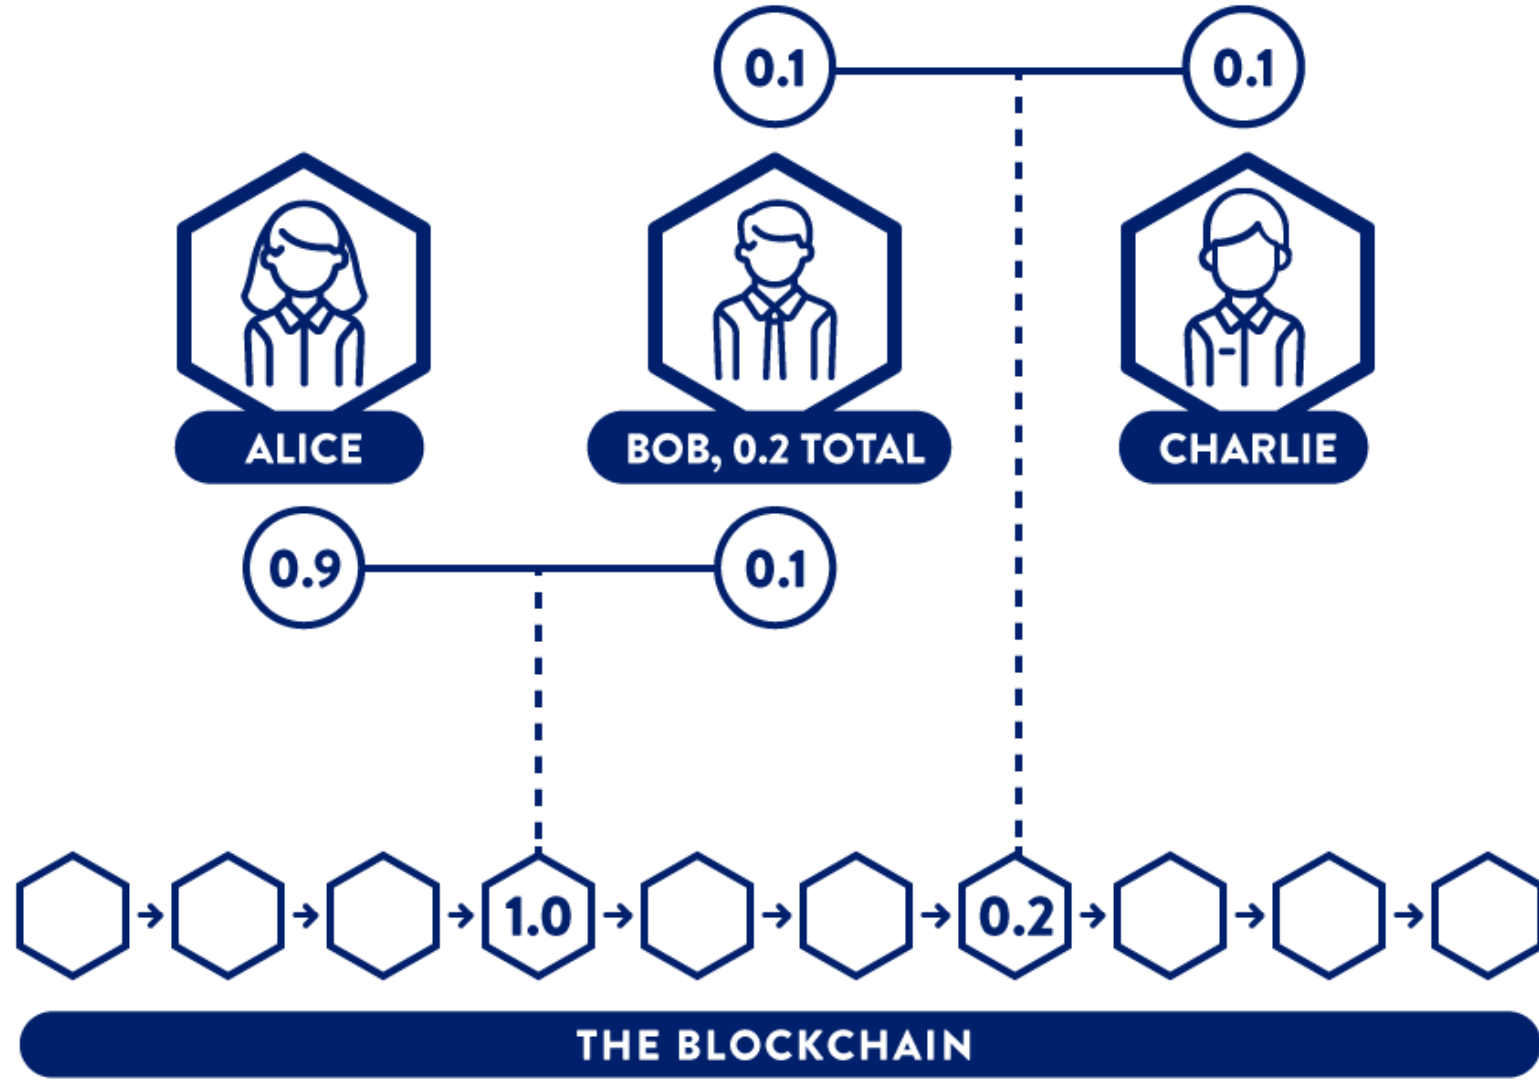 0.1
0.1
ALICE
BOB, 0.2 TOTAL
CHARLIE
0.9
0.1
1.0
0.2
THE BLOCKCHAIN